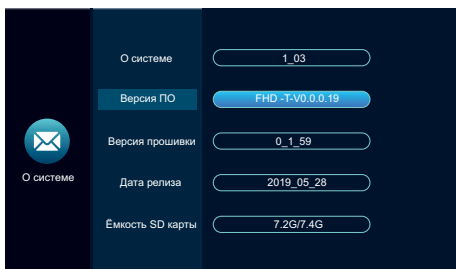 О системе 1_03
Версия ПО FHD -T-V0.0.0.19
Версия прошивки 0_1_59
О системе
Дата релиза 2019_05_28
Ёмкость SD карты 7.2G/7.4G